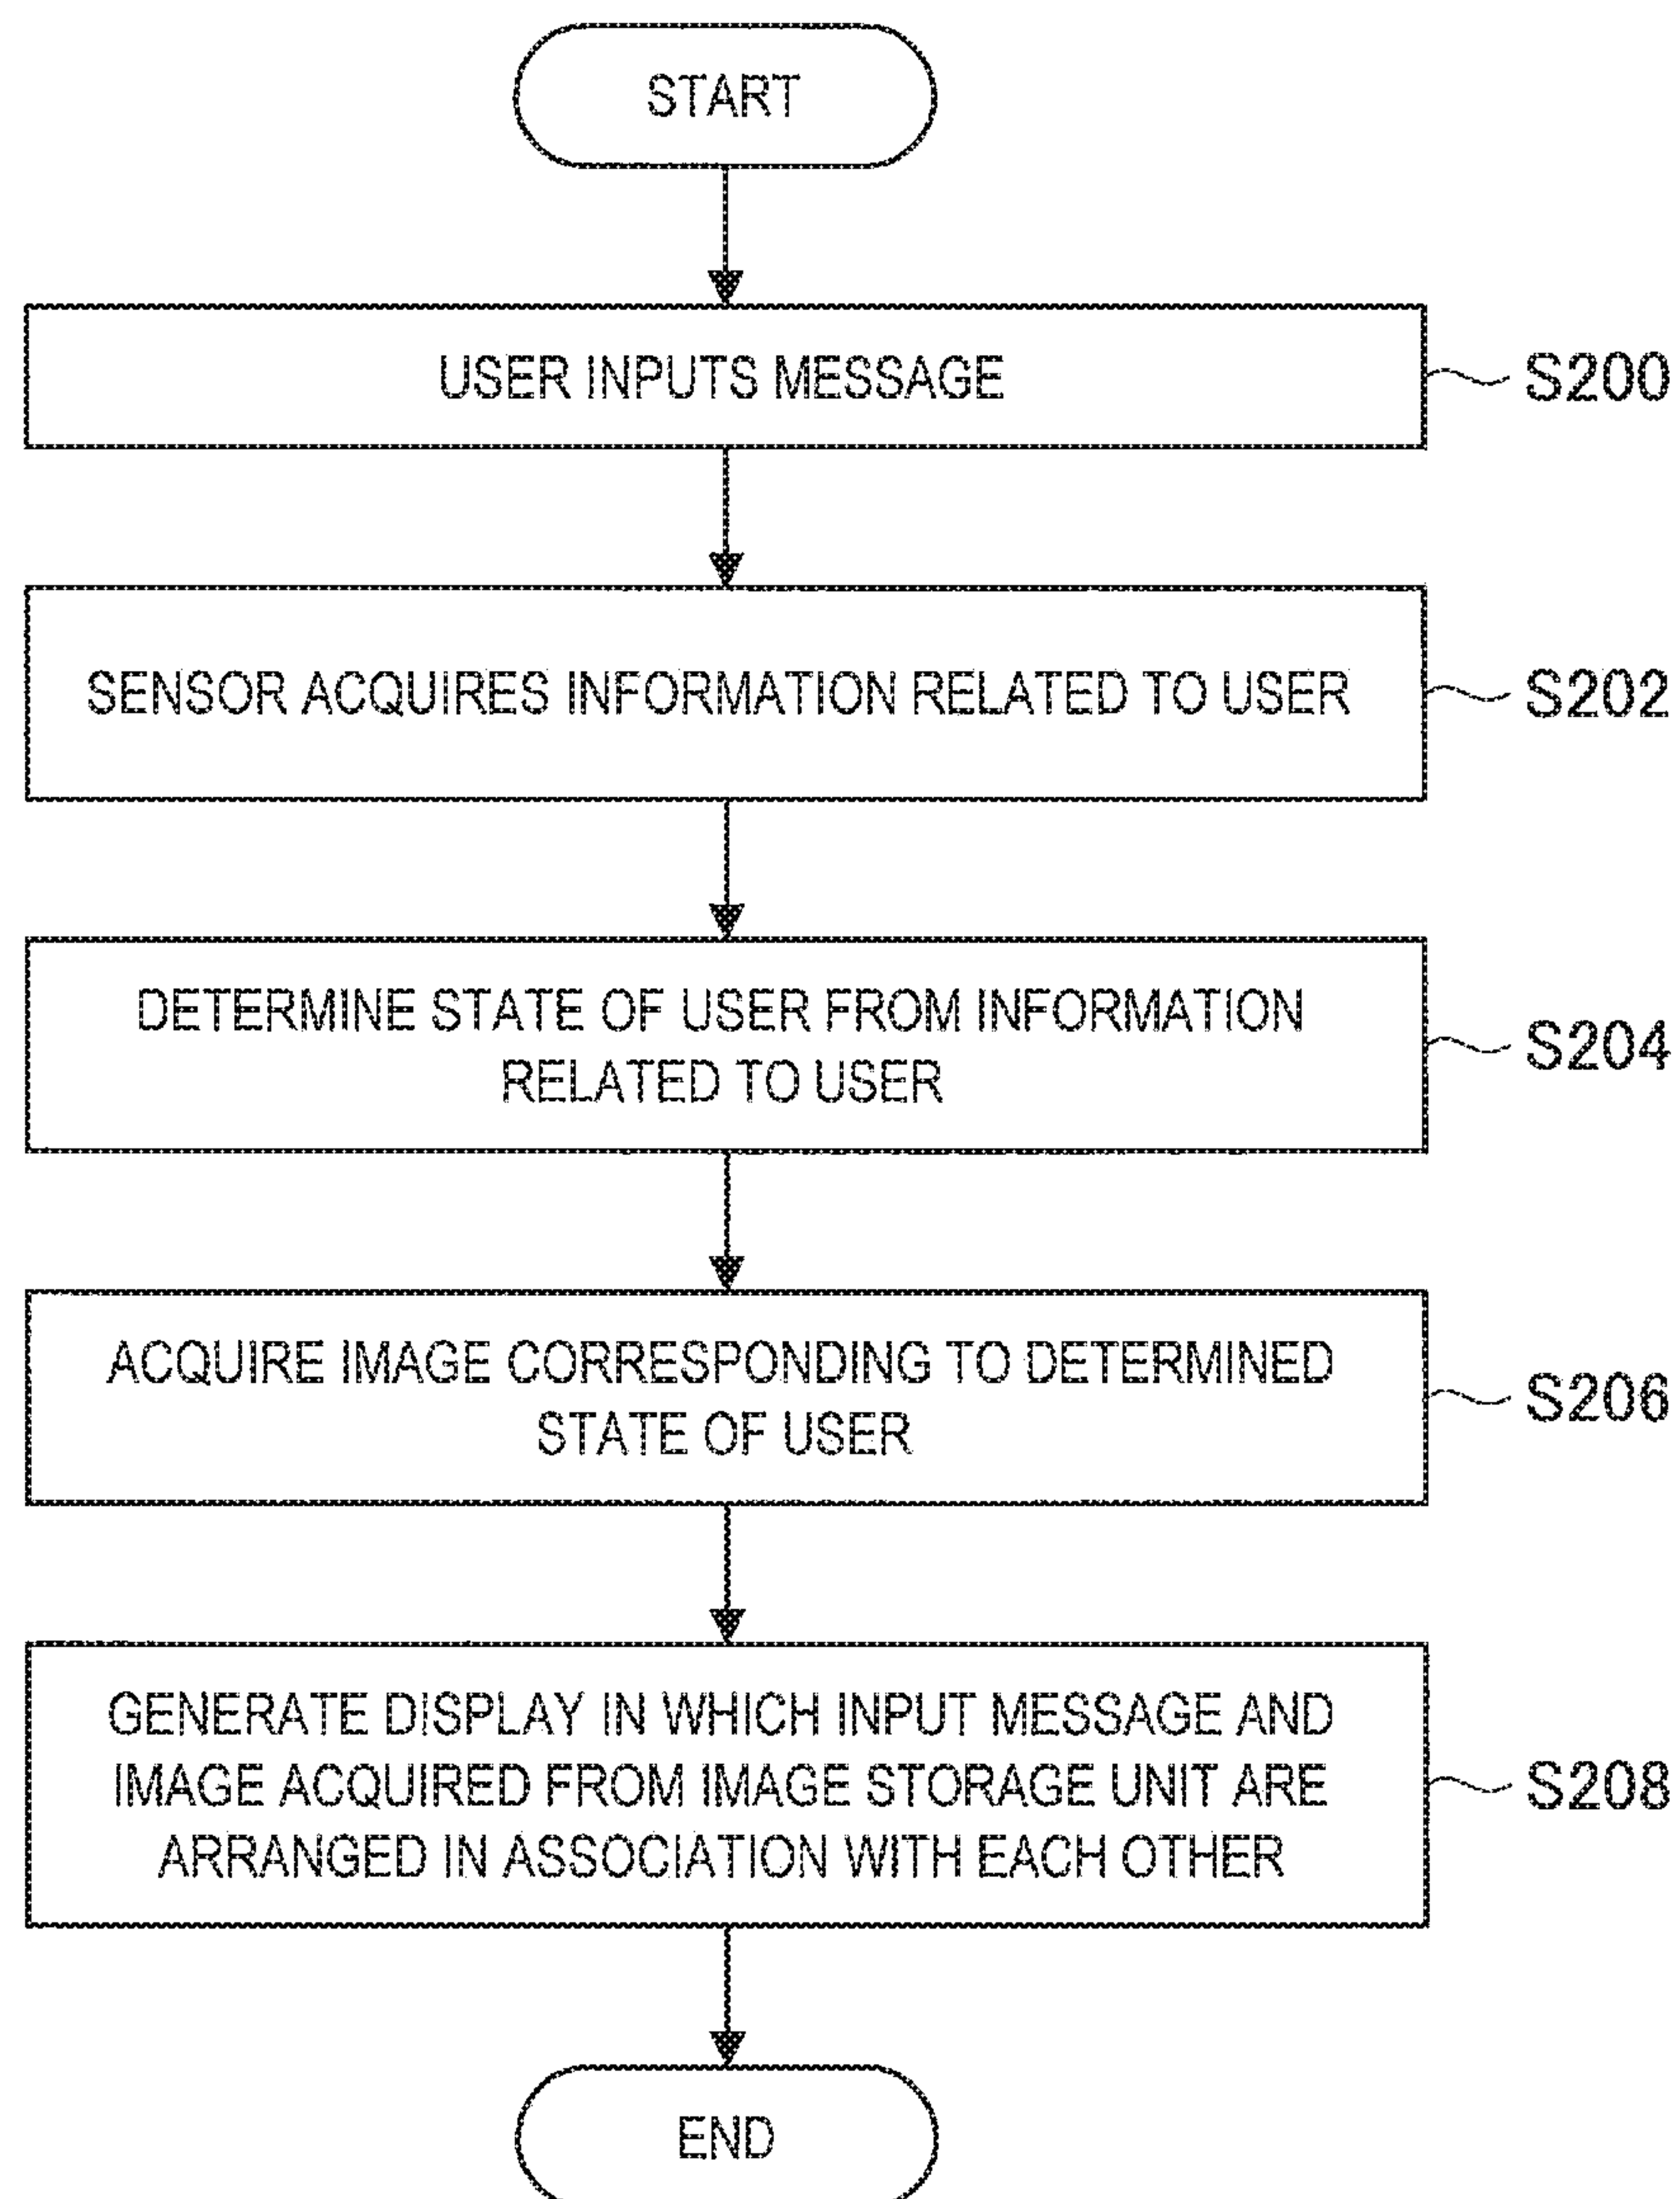 START
USER INPUTS MESSAGE
S200
SENSOR ACQUIRES INFORMATION RELATED TO USER
S202
DETERMINE STATE OF USER FROM INFORMATION
RELATED TO USER
S204
ACQUIRE IMAGE CORRESPONDING TO DETERMINED
STATE OF USER
S206
GENERATE DISPLAY IN WHICH INPUT MESSAGE AND
IMAGE ACQUIRED FROM IMAGE STORAGE UNIT ARE
ARRANGED IN ASSOCIATION WITH EACH OTHER
S208
END